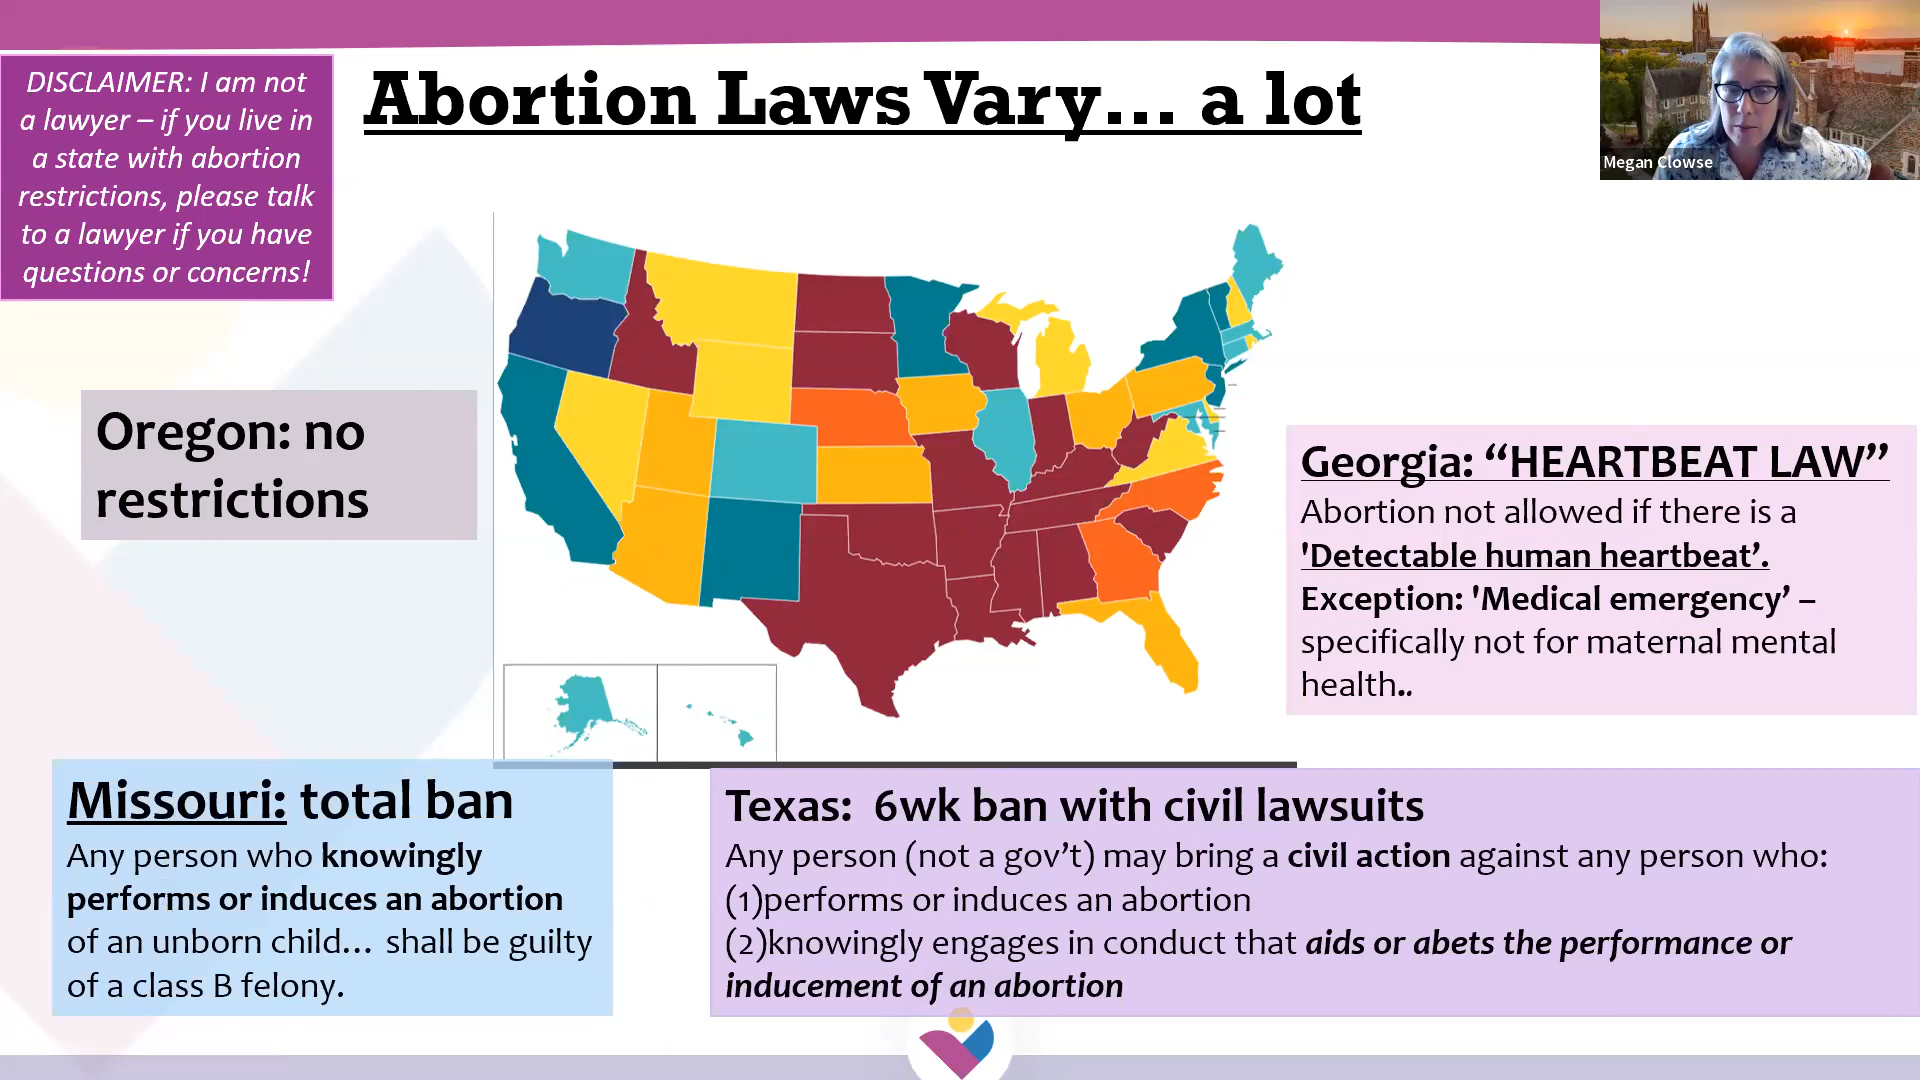 DISCLAIMER: I am not
a lawyer – if you live in
a state with abortion
restrictions, please talk
to a lawyer if you have
questions or concerns!
Abortion Laws Vary… a lot
Megan Clowse
Oregon: no
restrictions
Georgia: “HEARTBEAT LAW”
Abortion not allowed if there is a
'Detectable human heartbeat’.
Exception: 'Medical emergency’ –
specifically not for maternal mental
health..
Missouri: total ban
Any person who knowingly
performs or induces an abortion
of an unborn child… shall be guilty
of a class B felony.
Texas:  6wk ban with civil lawsuits
Any person (not a gov’t) may bring a civil action against any person who:
(1)performs or induces an abortion
(2)knowingly engages in conduct that aids or abets the performance or
inducement of an abortion